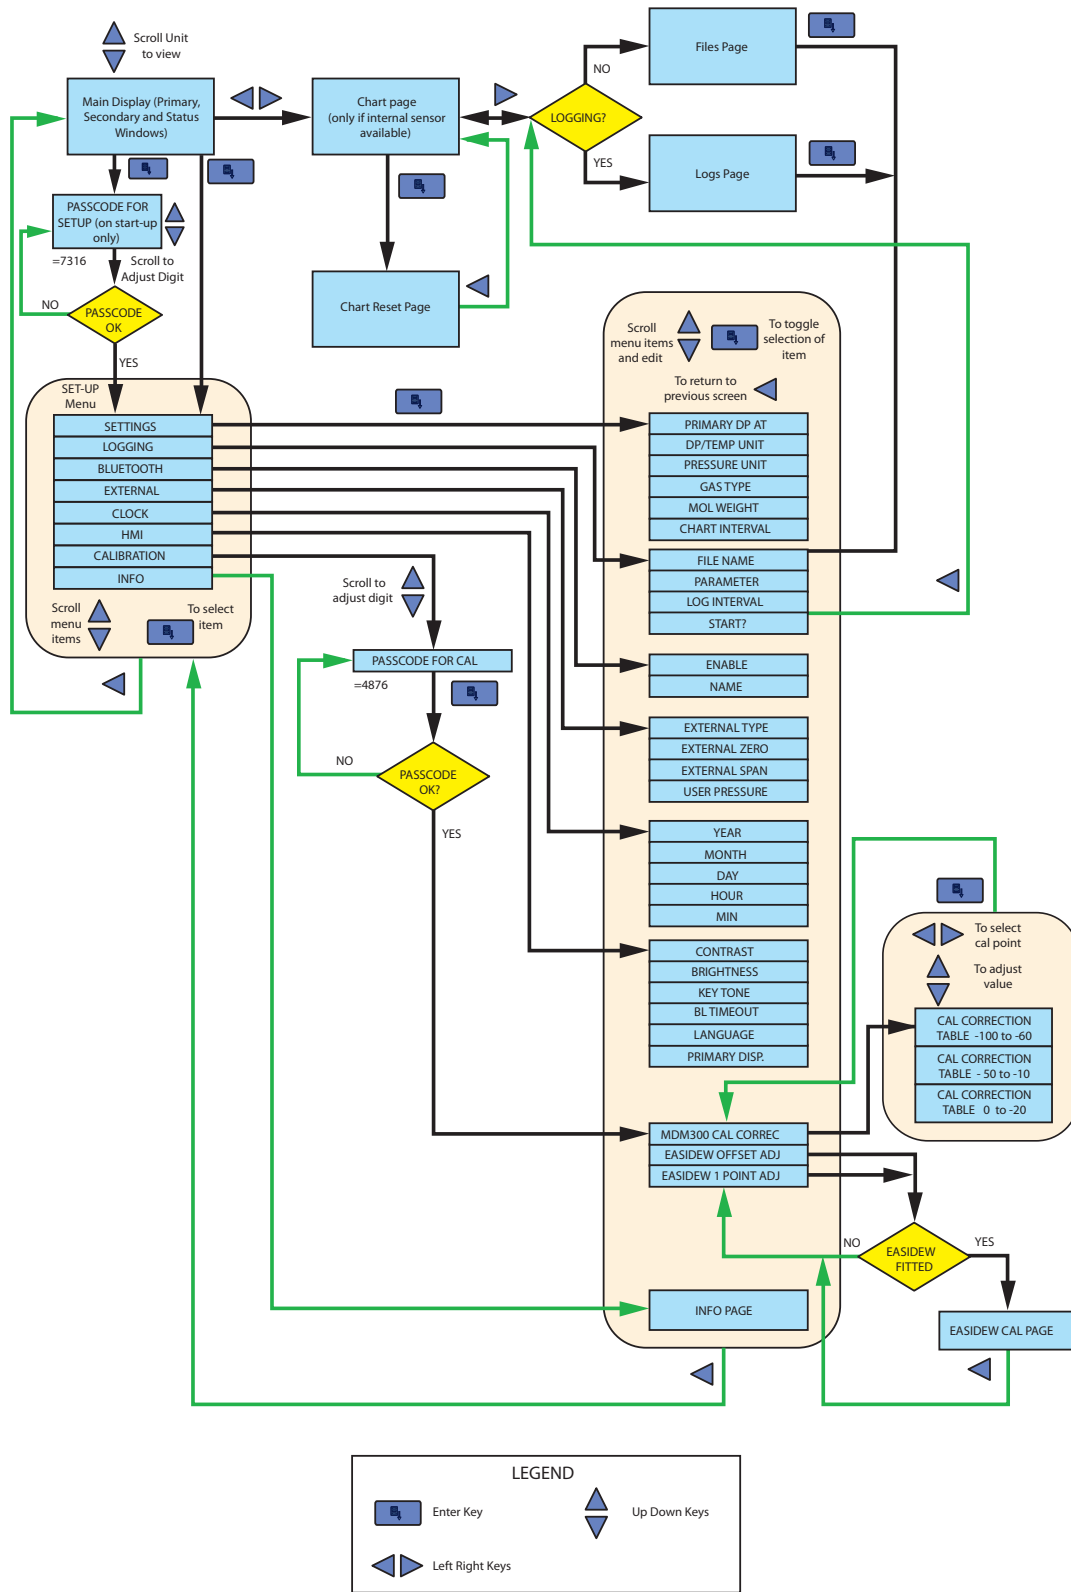 Scroll Unit
to view
Main Display (Primary,
Secondary and Status
Windows)
Chart page
(only if internal sensor
available)
LOGGING?
NO
YES
Files Page
Logs Page
PASSCODE FOR
SETUP (on start-up
only)
=7316
Scroll to
Adjust Digit
NO
PASSCODE
OK
YES
Chart Reset Page
SET-UP
Menu
SETTINGS
LOGGING
BLUETOOTH
EXTERNAL
CLOCK
HMI
CALIBRATION
INFO
Scroll
menu
items
To select
item
Scroll
menu items
and edit
To toggle
selection of
item
To return to
previous screen
PRIMARY DP AT
DP/TEMP UNIT
PRESSURE UNIT
GAS TYPE
MOL WEIGHT
CHART INTERVAL
FILE NAME
PARAMETER
LOG INTERVAL
START?
ENABLE
NAME
EXTERNAL TYPE
EXTERNAL ZERO
EXTERNAL SPAN
USER PRESSURE
YEAR
MONTH
DAY
HOUR
MIN
CONTRAST
BRIGHTNESS
KEY TONE
BL TIMEOUT
LANGUAGE
PRIMARY DISP.
MDM300 CAL CORREC
EASIDEW OFFSET ADJ
EASIDEW 1 POINT ADJ
INFO PAGE
Scroll to
adjust digit
PASSCODE FOR CAL
=4876
NO
PASSCODE
OK?
YES
To select
cal point
To adjust
value
CAL CORRECTION
TABLE -100 to -60
CAL CORRECTION
TABLE - 50 to -10
CAL CORRECTION
TABLE 0 to -20
NO
EASIDEW
FITTED
YES
EASIDEW CAL PAGE
LEGEND
Enter Key
Up Down Keys
Left Right Keys